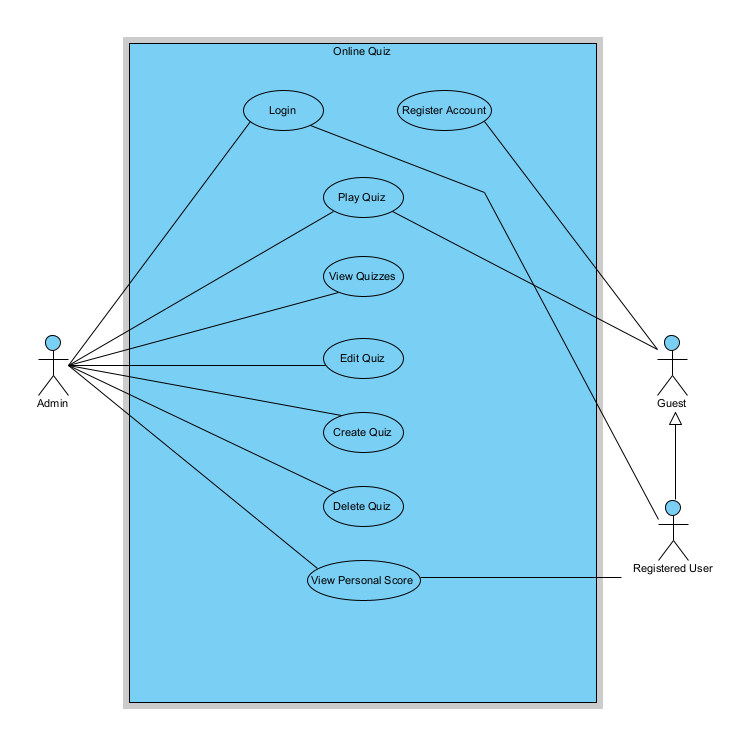 Online Quiz
Login
Register Account
Play Quiz
View Quizzes
Edit Quiz
Admin
Guest
Create Quiz
Delete Quiz
Registered User
View Personal Score